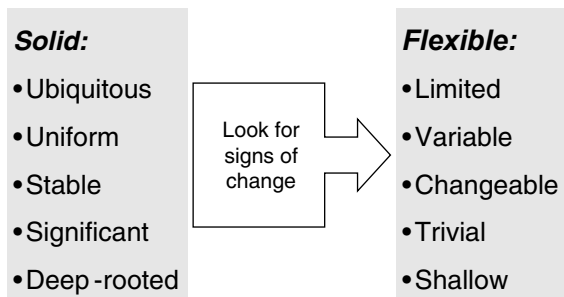 Solid:
•Ubiquitous
•Uniform
•Stable
•Significant
•Deep-rooted
Look for
signs of
change
Flexible:
•Limited
•Variable
•Changeable
•Trivial
•Shallow